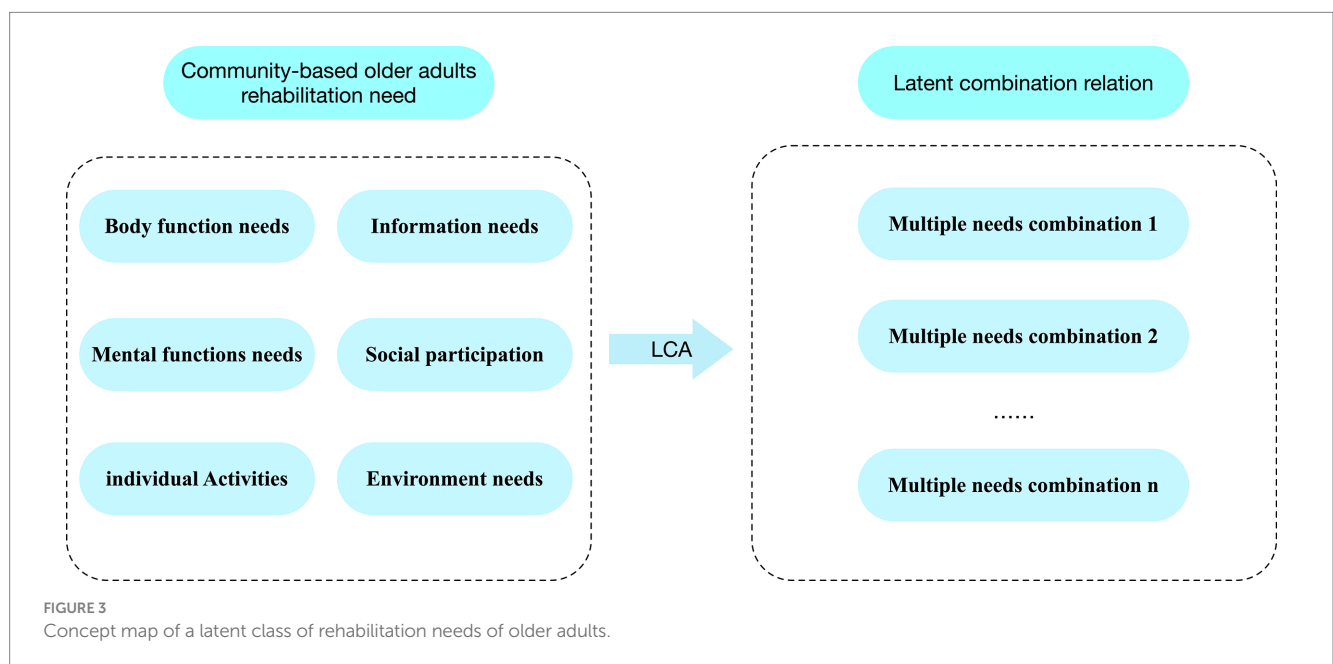 Community-based older adults
rehabilitation need
Latent combination relation
Body function needs
Information needs
Mental functions needs
Social participation
individual Activities
Environment needs
LCA
Multiple needs combination 1
Multiple needs combination 2
......
Multiple needs combination n
FIGURE 3
Concept map of a latent class of rehabilitation needs of older adults.